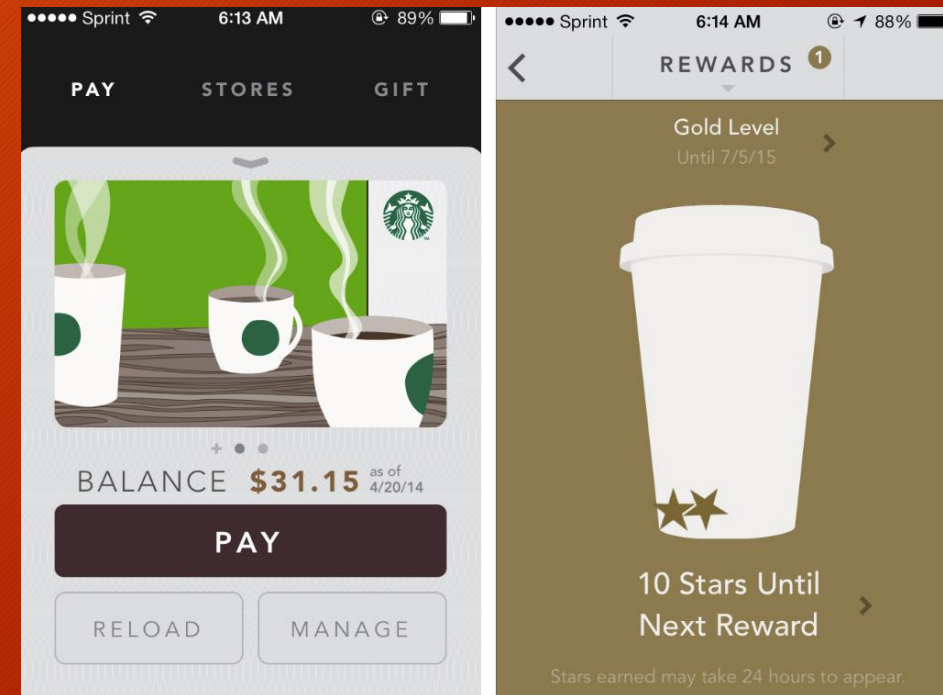 Sprint 6:13 AM 89%
PAY STORES GIFT
BALANCE $31.15 as of
4/20/14
PAY
RELOAD MANAGE
Sprint 6:14 AM 88%
REWARDS 1
Gold Level
Until 7/5/15
10 Stars Until
Next Reward
Stars earned may take 24 hours to appear.